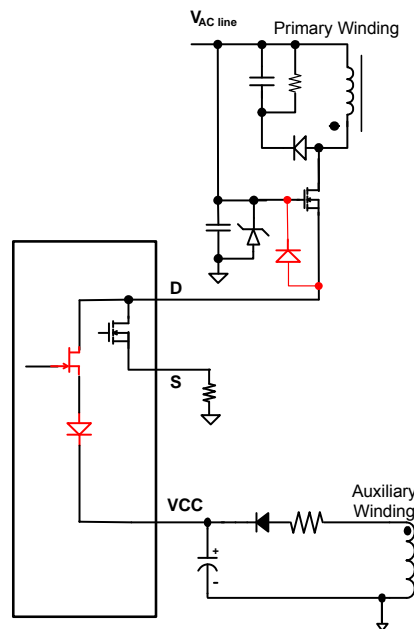 VAC line
Primary Winding
D
S
VCC
Auxiliary
Winding
+
-